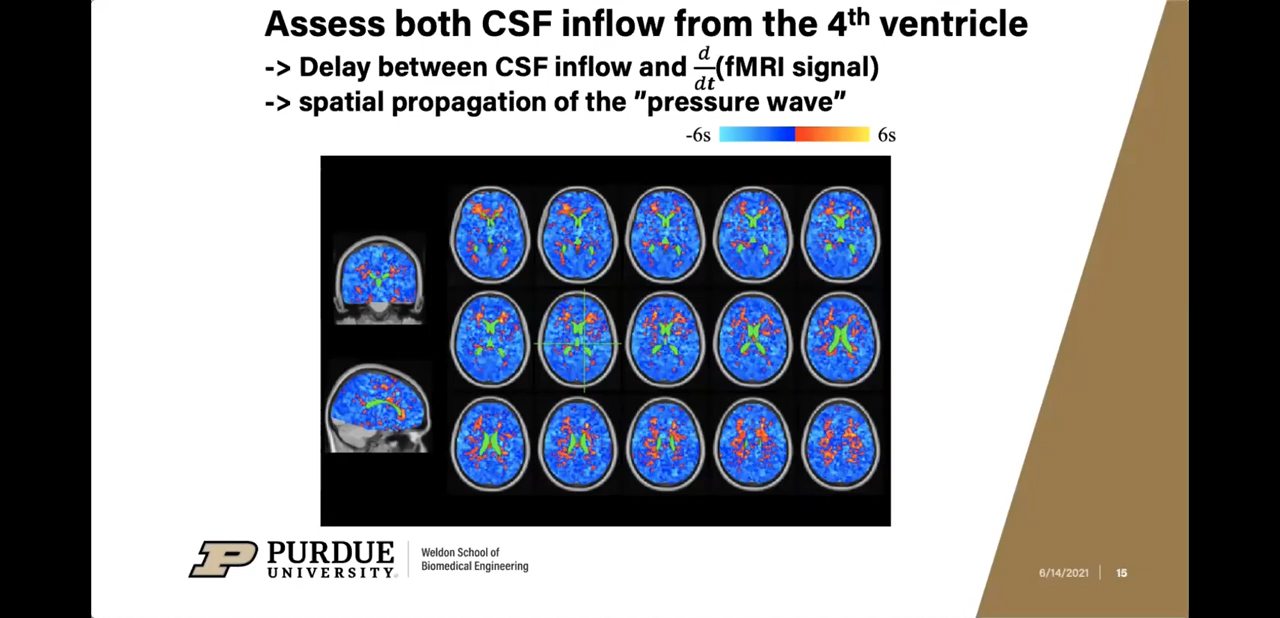 Assess both CSF inflow from the 4th ventricle
-> Delay between CSF inflow and d/dt(fMRI signal)
-> spatial propagation of the ”pressure wave”
-6s 6s
PURDUE
UNIVERSITY
Weldon School of
Biomedical Engineering
6/14/2021 15